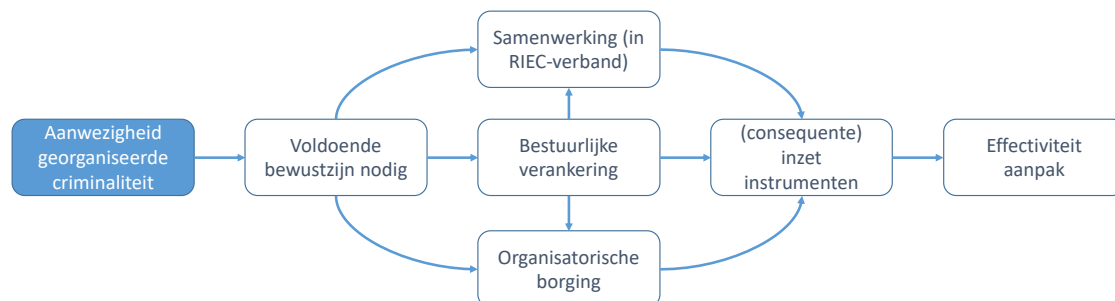 Samenwerking (in
RIEC-verband)
Aanwezigheid
georganiseerde
criminaliteit
Voldoende
bewustzijn nodig
Bestuurlijke
verankering
(consequente)
inzet
instrumenten
Effectiviteit
aanpak
Organisatorische
borging